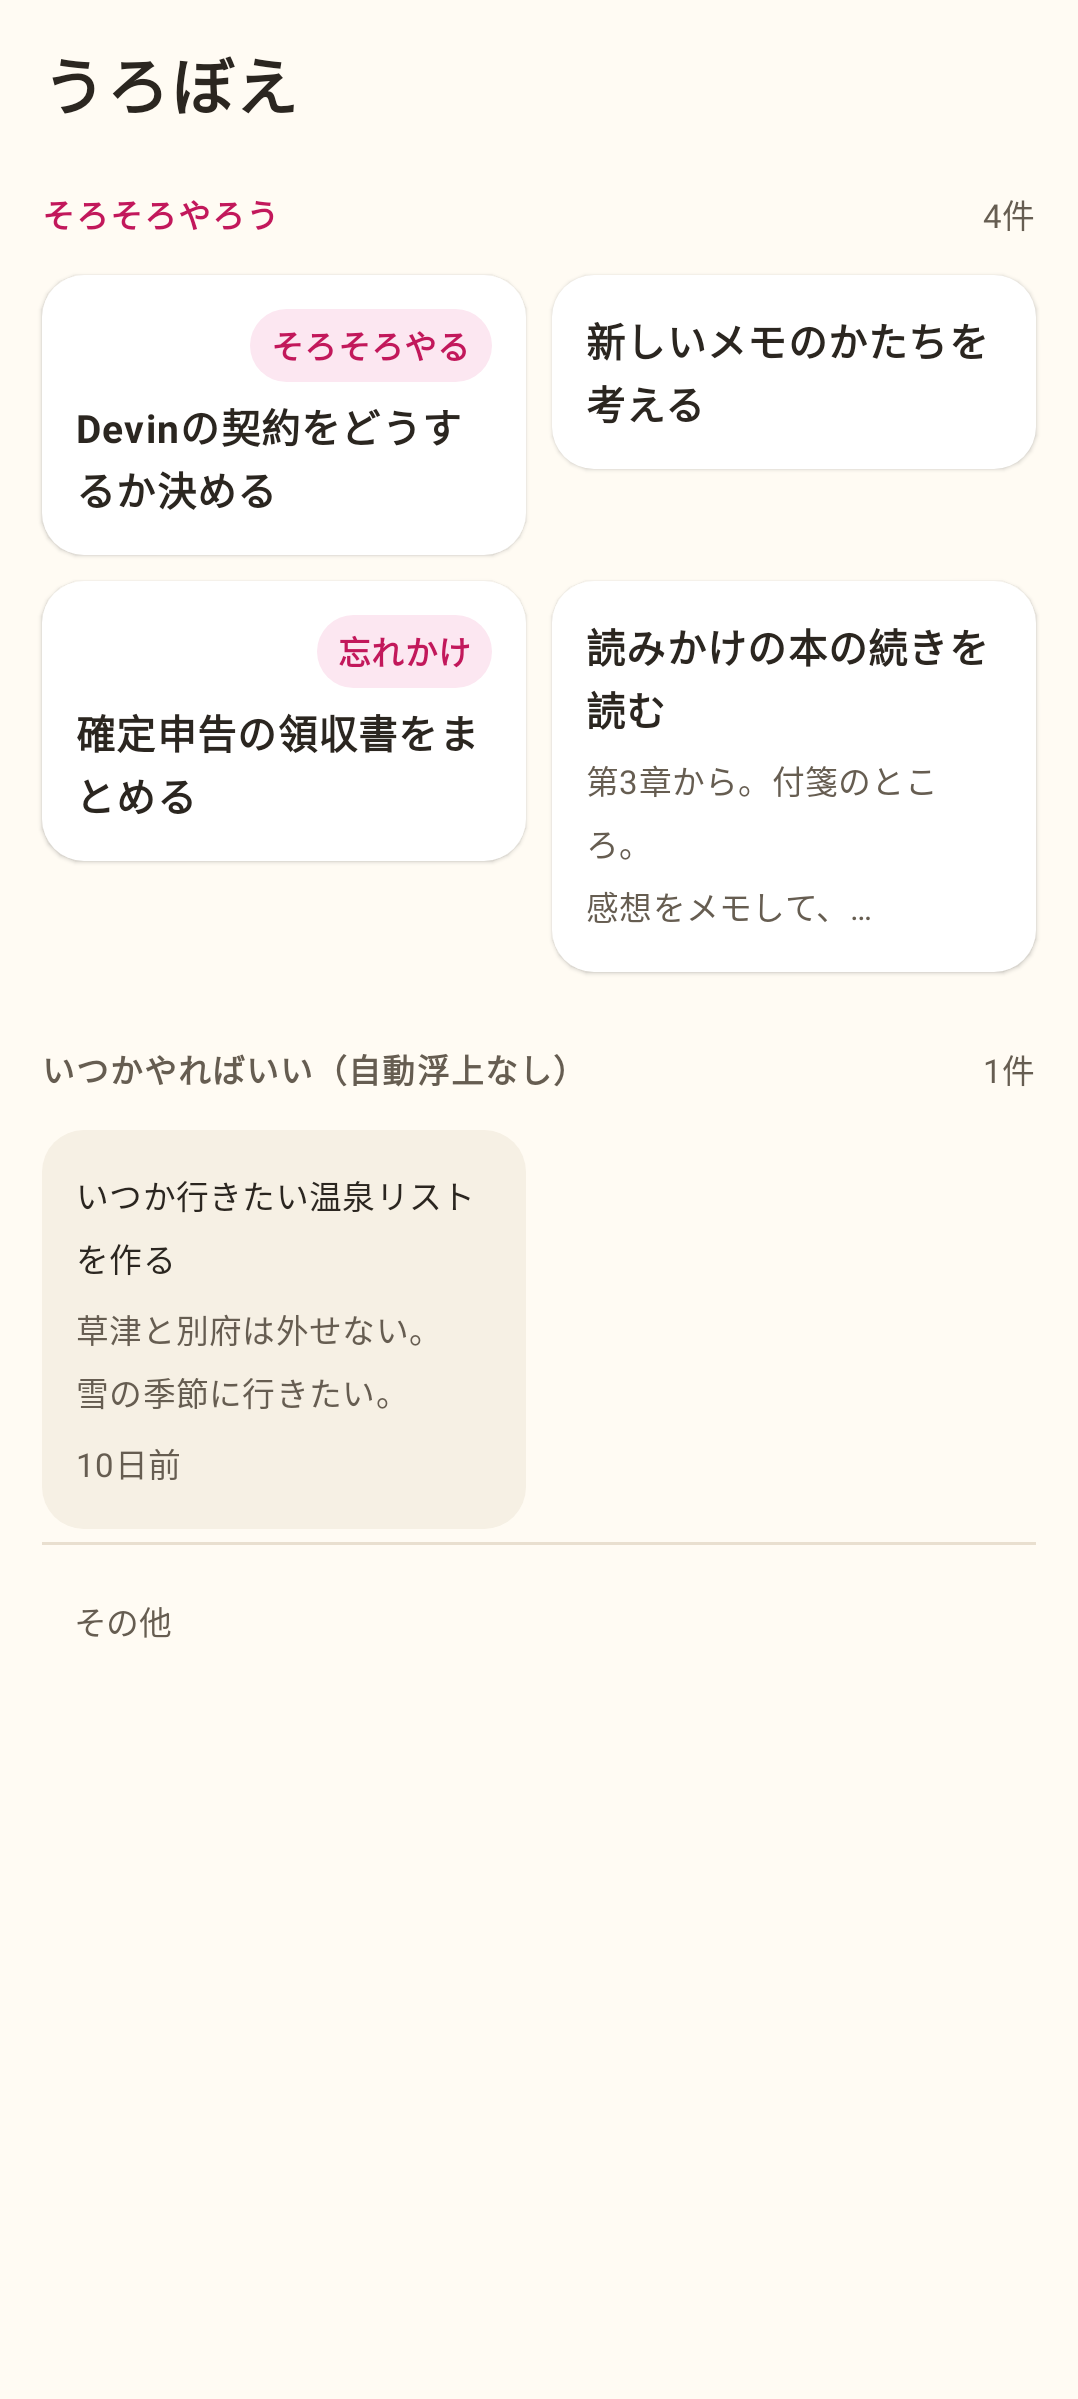 うろぼえ
そろそろやろう
4件
そろそろやる
Devinの契約をどうす
るか決める
新しいメモのかたちを
考える
忘れかけ
確定申告の領収書をま
とめる
読みかけの本の続きを
読む
第3章から。付箋のとこ
ろ。
感想をメモして、…
いつかやればいい（自動浮上なし）
1件
いつか行きたい温泉リスト
を作る
草津と別府は外せない。
雪の季節に行きたい。
10日前
その他